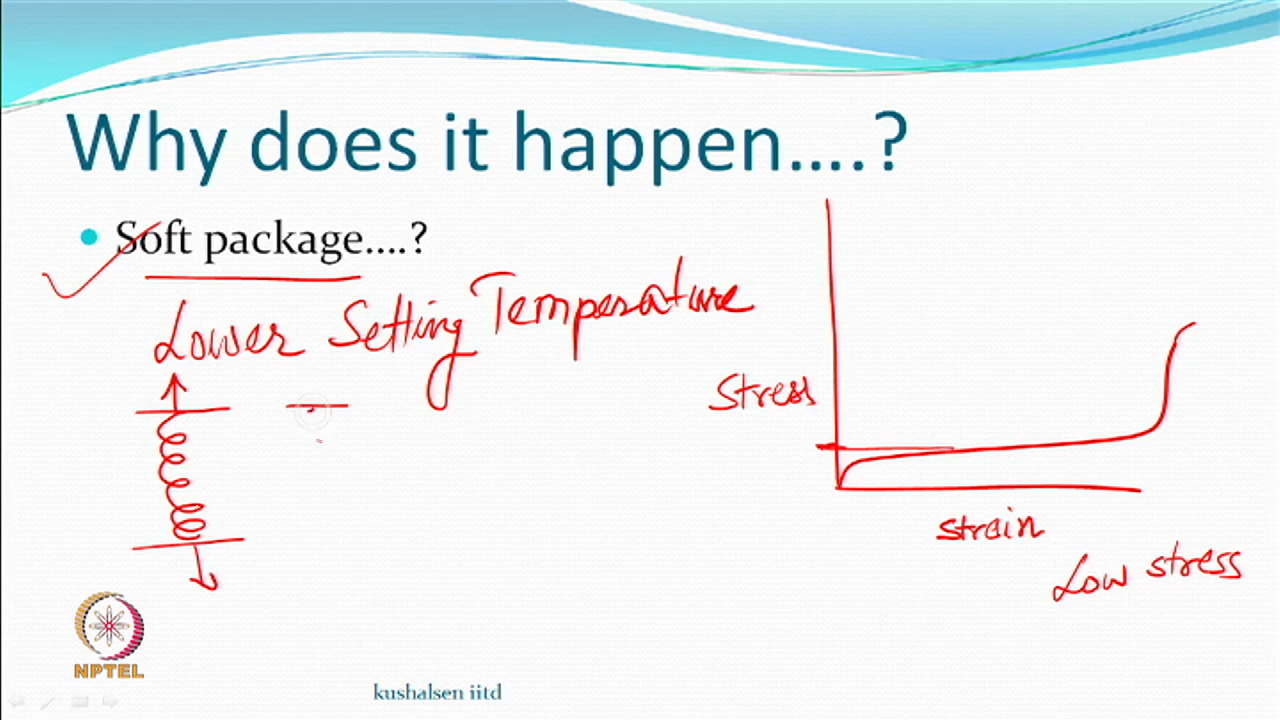 Why does it happen....?
Soft package....?
Lower Setting Temperature
Stress
strain
Low stress
NPTEL
kushalsen iitd